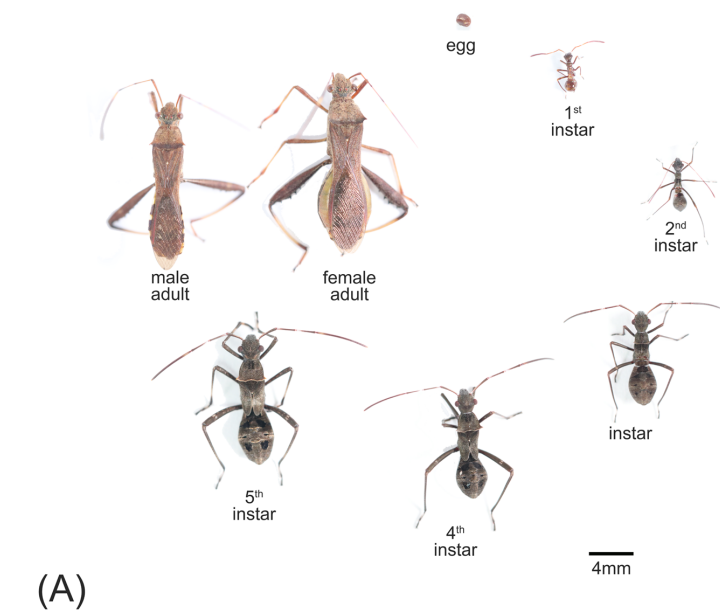 egg
1st
instar
2nd
instar
male
adult
female
adult
instar
5th
instar
4th
instar
4mm
(A)